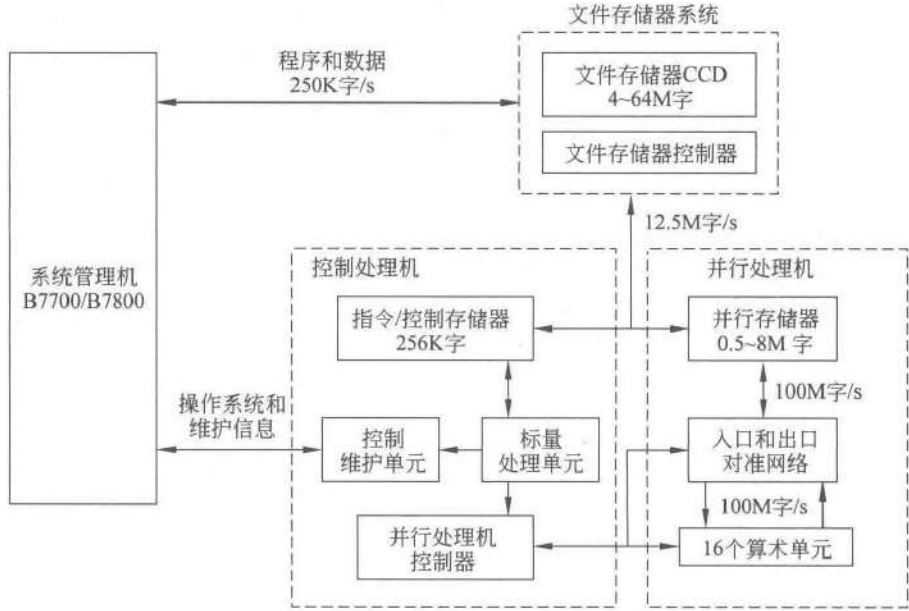 文件存储器系统
程序和数据
250K字/s
文件存储器CCD
4~64M字
文件存储器控制器
12.5M字/s
系统管理机
B7700/B7800
控制处理机
并行处理机
指令/控制存储器
256K字
并行存储器
0.5~8M 字
100M字/s
操作系统和
维护信息
控制
维护单元
标量
处理单元
入口和出口
对准网络
100M字/s
并行处理机
控制器
16个算术单元